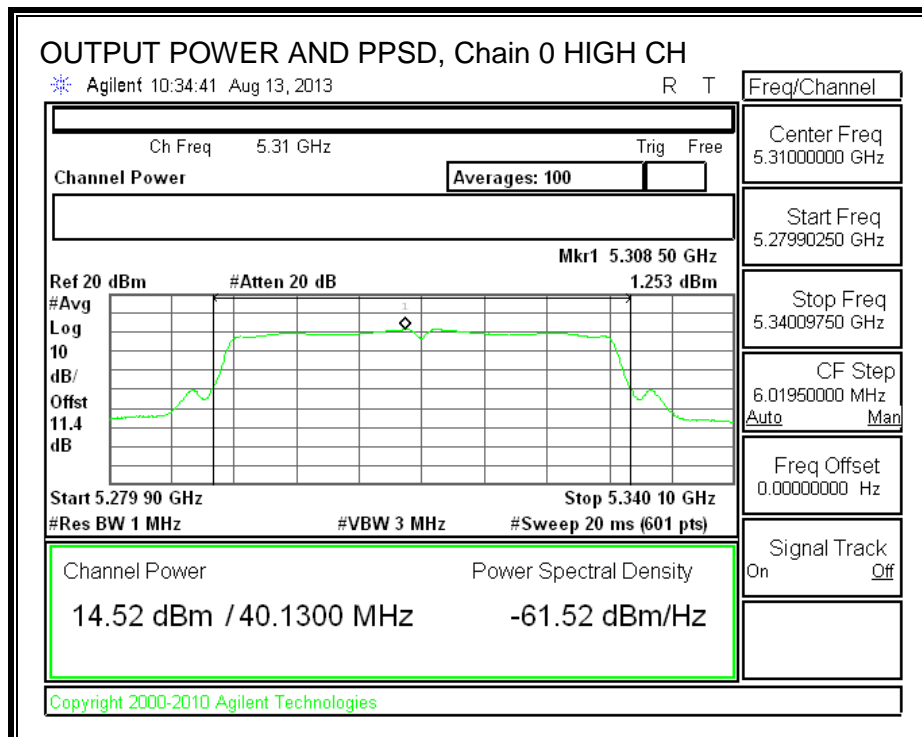 OUTPUT POWER AND PPSD, Chain 0 HIGH CH
Agilent 10:34:41 Aug 13, 2013 R T
Freq/Channel
Ch Freq 5.31 GHz Trig Free
Channel Power Averages: 100
Mkr1 5.308 50 GHz
Ref 20 dBm #Atten 20 dB 1.253 dBm
#Avg
Log
10
dB/
Offst
11.4
dB
1
Start 5.279 90 GHz Stop 5.340 10 GHz
#Res BW 1 MHz #VBW 3 MHz #Sweep 20 ms (601 pts)
Channel Power Power Spectral Density
14.52 dBm / 40.1300 MHz -61.52 dBm/Hz
Center Freq
5.31000000 GHz
Start Freq
5.27990250 GHz
Stop Freq
5.34009750 GHz
CF Step
6.01950000 MHz
Auto Man
Freq Offset
0.00000000 Hz
Signal Track
On Off
Copyright 2000-2010 Agilent Technologies